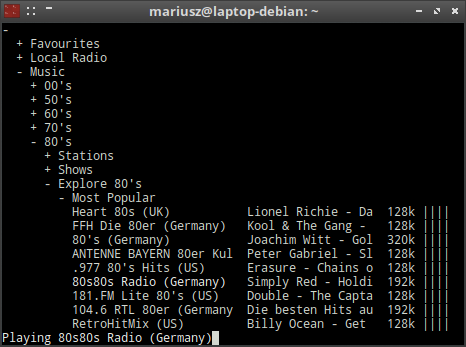 mariusz@laptop-debian: ~
-
+ Favourites
+ Local Radio
- Music
+ 00's
+ 50's
+ 60's
+ 70's
- 80's
+ Stations
+ Shows
- Explore 80's
- Most Popular
Heart 80s (UK) Lionel Richie - Da 128k ||||
FFH Die 80er (Germany) Kool & The Gang - 128k ||||
80's (Germany) Joachim Witt - Gol 320k ||||
ANTENNE BAYERN 80er Kul Peter Gabriel - Sl 128k ||||
.977 80's Hits (US) Erasure - Chains o 128k ||||
80s80s Radio (Germany) Simply Red - Holdi 192k ||||
181.FM Lite 80's (US) Double - The Capta 128k ||||
104.6 RTL 80er (Germany Die besten Hits au 192k ||||
RetroHitMix (US) Billy Ocean - Get 128k ||||
Playing 80s80s Radio (Germany)